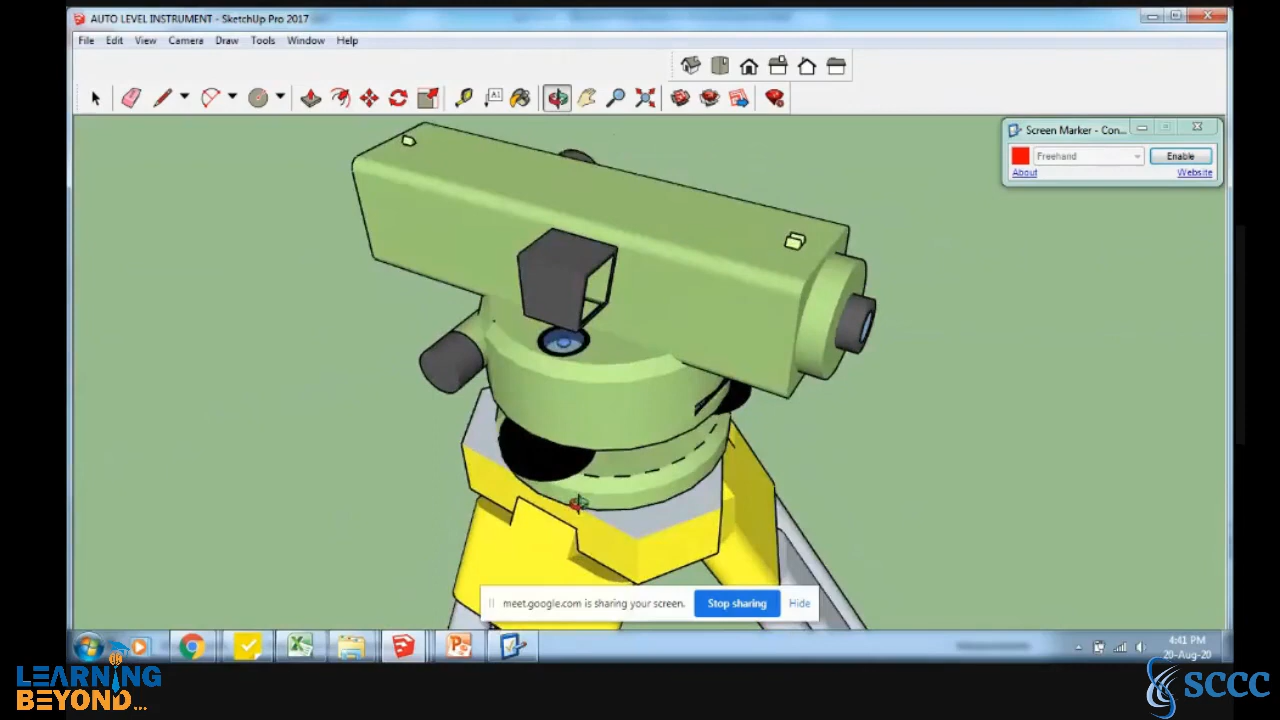 AUTO LEVEL INSTRUMENT - SketchUp Pro 2017
File Edit View Camera Draw Tools Window Help
A1
Screen Marker - Con...
Freehand
Enable
About
Website
meet.google.com is sharing your screen.
Stop sharing
Hide
4:41 PM
20-Aug-20
LEARNING
BEYOND...
SCCC